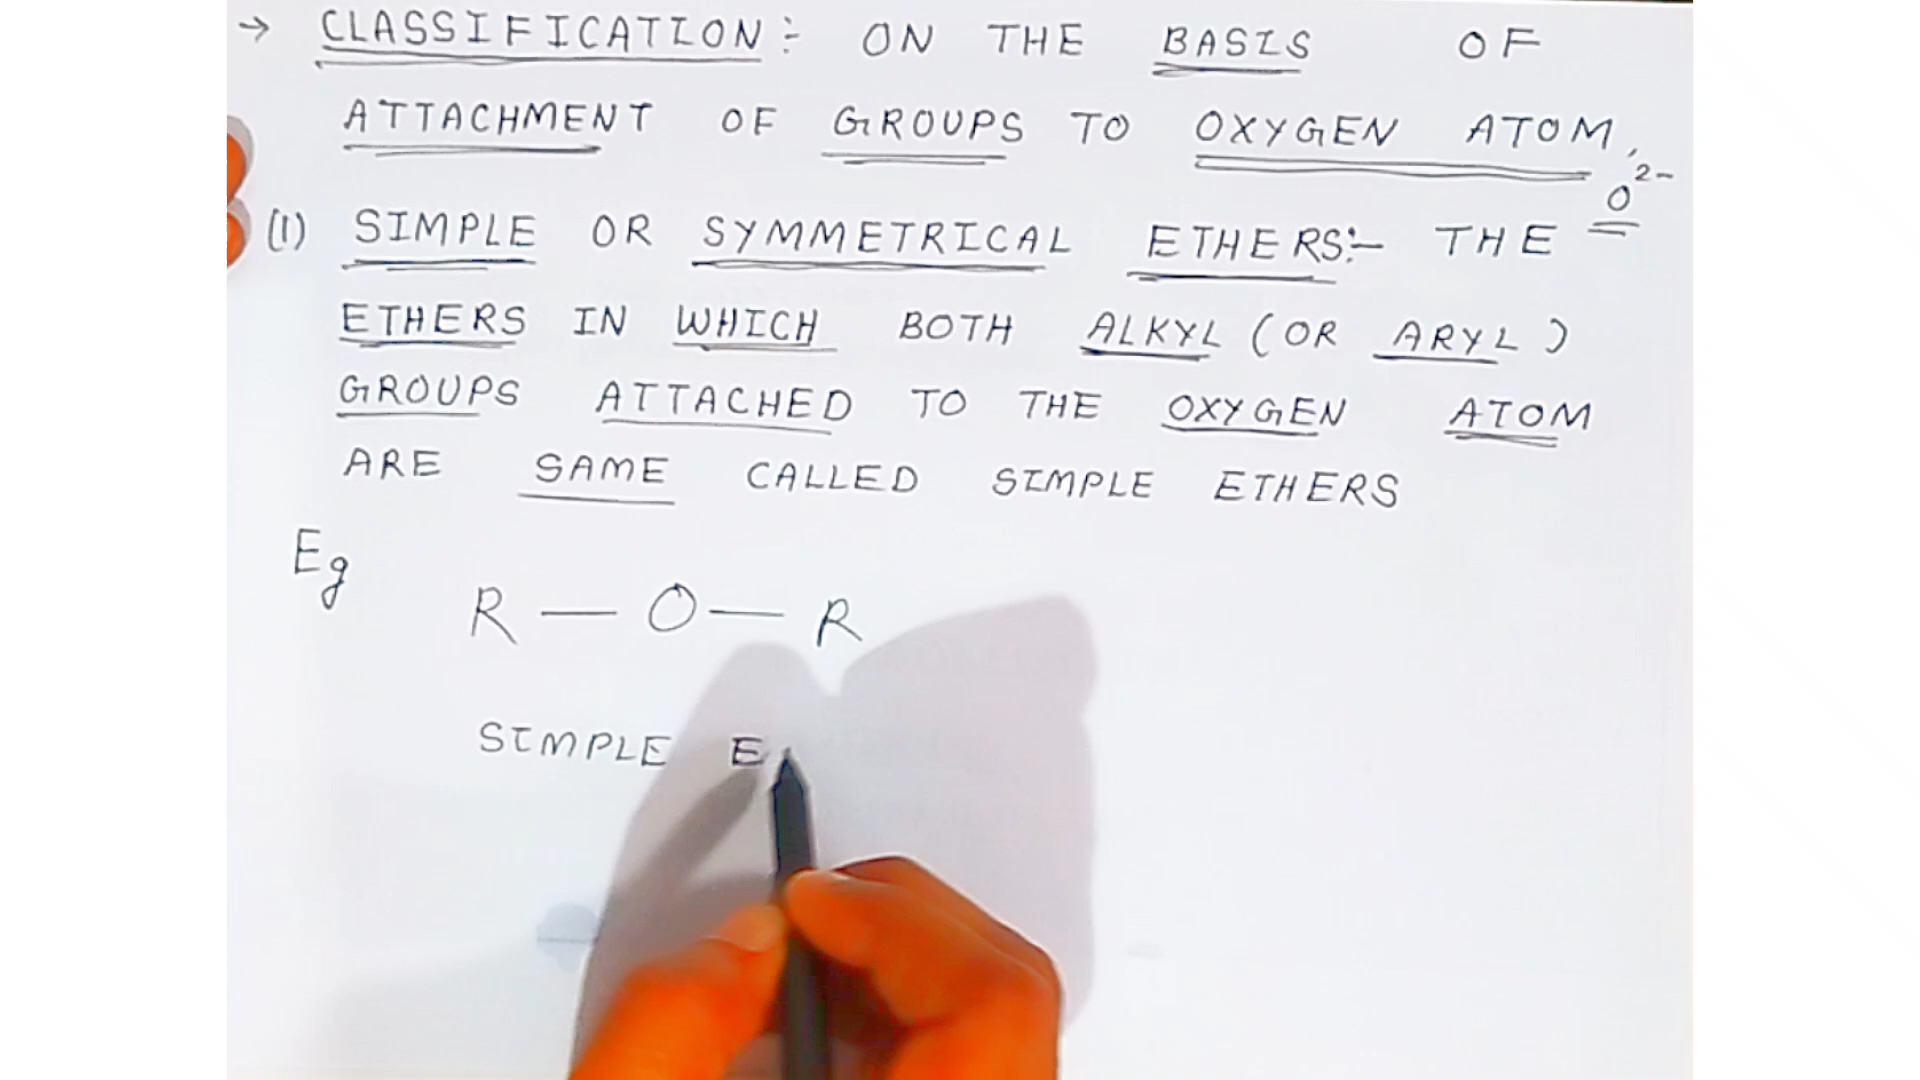 → CLASSIFICATION:- ON THE BASIS OF
ATTACHMENT OF GROUPS TO OXYGEN ATOM,
O²⁻
(1) SIMPLE OR SYMMETRICAL ETHERS:- THE
ETHERS IN WHICH BOTH ALKYL (OR ARYL)
GROUPS ATTACHED TO THE OXYGEN ATOM
ARE SAME CALLED SIMPLE ETHERS
Eg
R — O — R
SIMPLE E